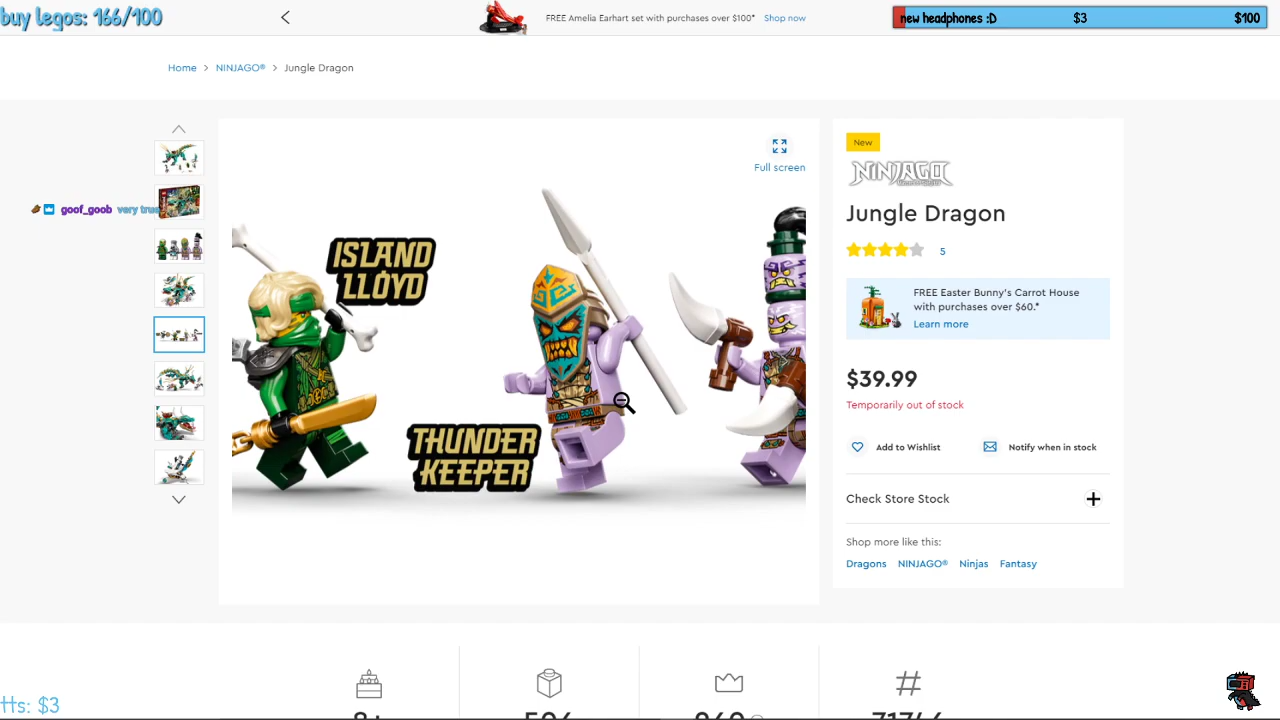 buy legos: 166/100
FREE Amelia Earhart set with purchases over $100* Shop now
new headphones :D $3 $100
Home > NINJAGO® > Jungle Dragon
goof_goob very true
Full screen
ISLAND
LLOYD
THUNDER
KEEPER
New
NINJAGO
Jungle Dragon
5
FREE Easter Bunny's Carrot House
with purchases over $60.*
Learn more
$39.99
Temporarily out of stock
Add to Wishlist
Notify when in stock
Check Store Stock
Shop more like this:
Dragons NINJAGO® Ninjas Fantasy
tts: $3